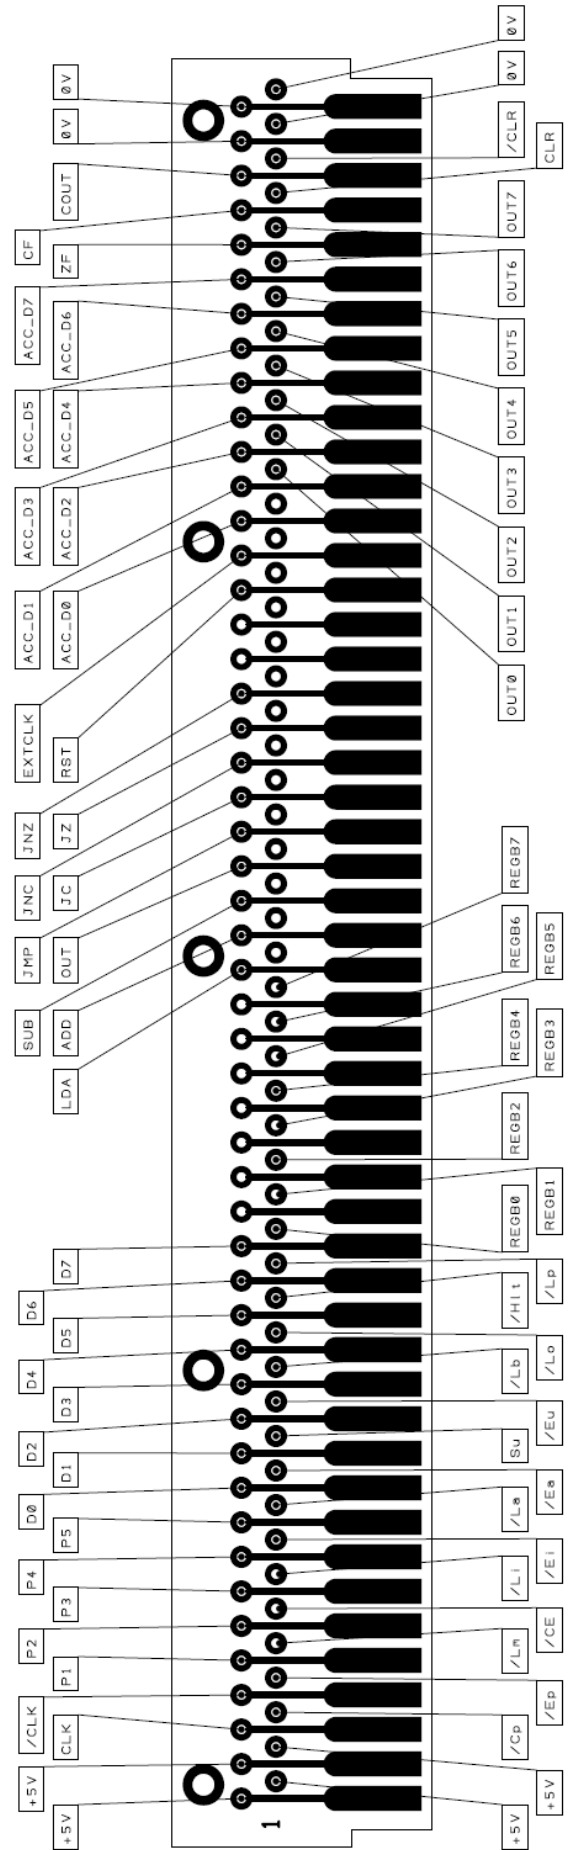 0V
0V
COUT
CF
ZF
ACC_D7
ACC_D6
ACC_D5
ACC_D4
ACC_D3
ACC_D2
ACC_D1
ACC_D0
EXTCLK
RST
JNZ
JZ
JNC
JC
JMP
OUT
SUB
ADD
LDA
D7
D6
D5
D4
D3
D2
D1
D0
P5
P4
P3
P2
P1
/CLK
CLK
+5V
+5V
1
0V
0V
/CLR
CLR
OUT7
OUT6
OUT5
OUT4
OUT3
OUT2
OUT1
OUT0
REGB7
REGB6
REGB5
REGB4
REGB3
REGB2
REGB1
REGB0
/Lp
/Hlt
/Lo
/Lb
/Eu
Su
/Ea
/La
/Ei
/Li
/CE
/Lm
/Ep
/Cp
+5V
+5V